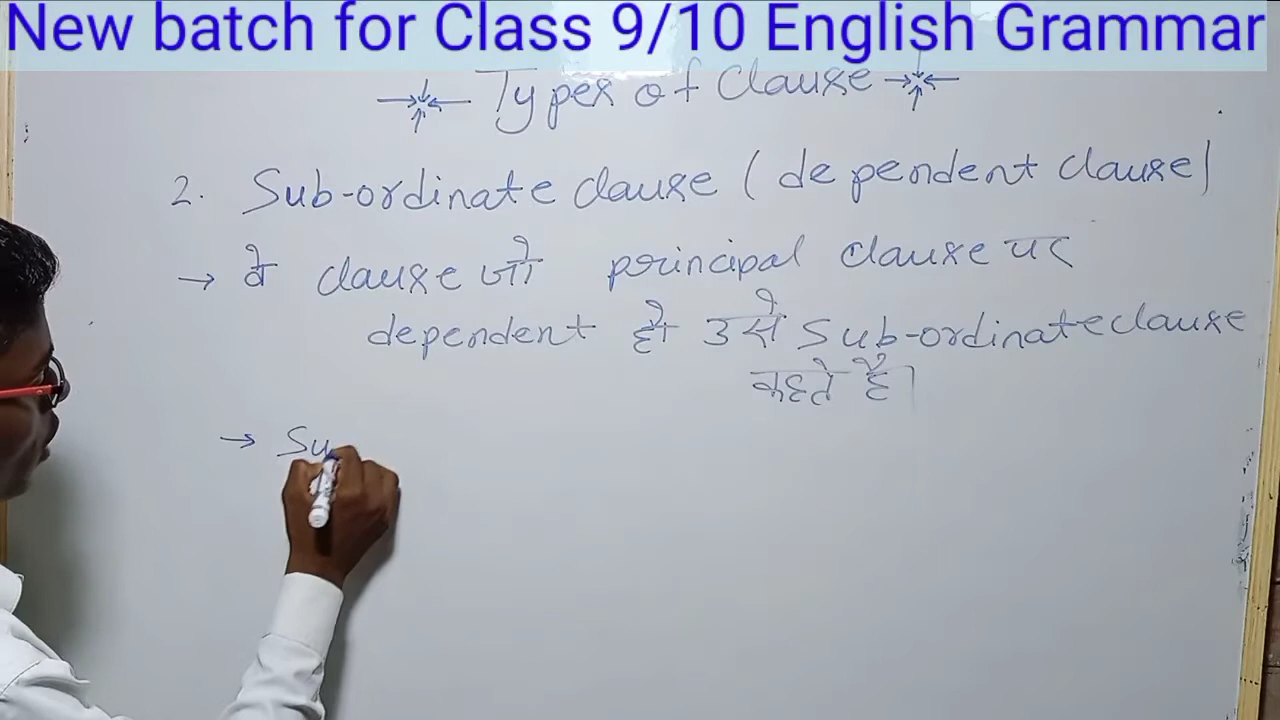 New batch for Class 9/10 English Grammar
Types of Clause
2. Sub-ordinate clause (dependent clause)
→ वे clause जो principal clause पर
dependent हो उसे Sub-ordinate clause
कहते हैं।
→ Su